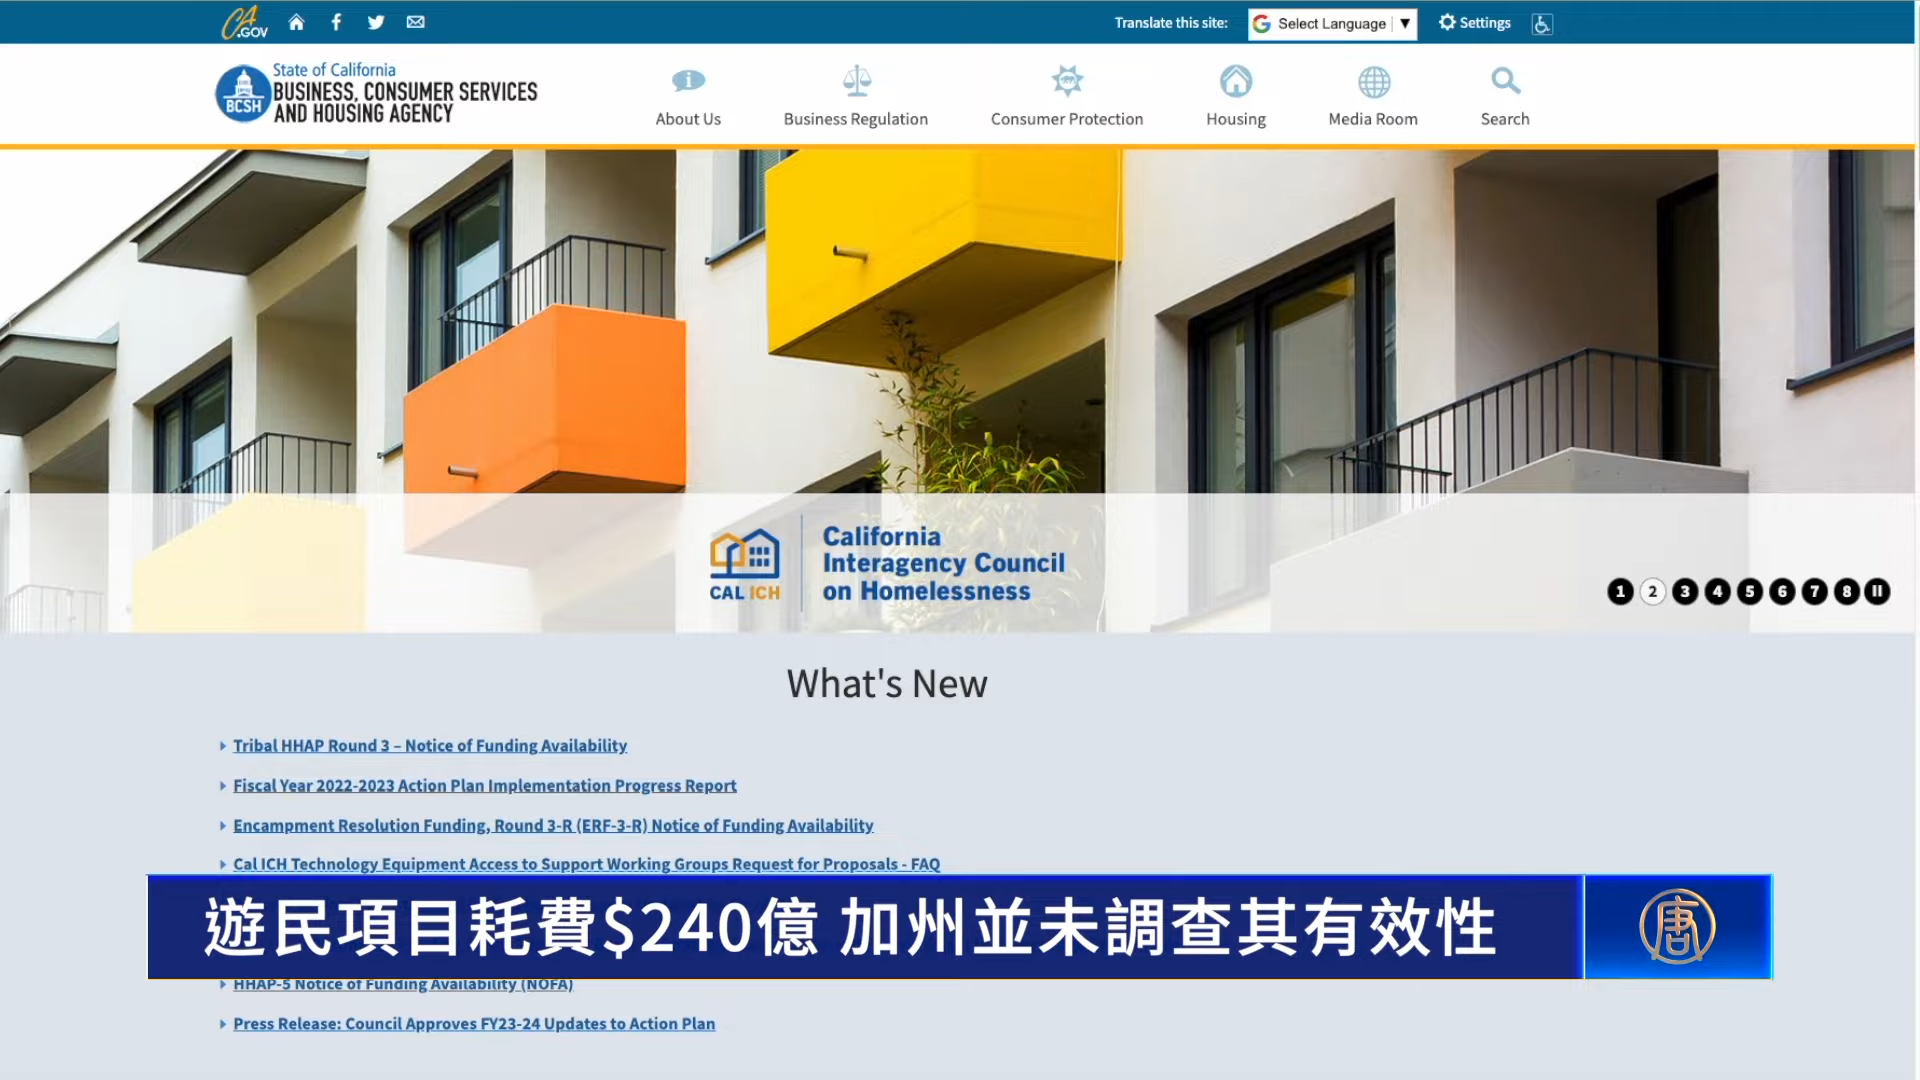 CA.GOV
Translate this site:
Select Language ▼
Settings
State of California
BUSINESS, CONSUMER SERVICES
AND HOUSING AGENCY
BCSH
About Us
Business Regulation
Consumer Protection
Housing
Media Room
Search
California
Interagency Council
on Homelessness
CAL ICH
1 2 3 4 5 6 7 8
What's New
Tribal HHAP Round 3 – Notice of Funding Availability
Fiscal Year 2022-2023 Action Plan Implementation Progress Report
Encampment Resolution Funding, Round 3-R (ERF-3-R) Notice of Funding Availability
Cal ICH Technology Equipment Access to Support Working Groups Request for Proposals - FAQ
遊民項目耗費$240億 加州並未調查其有效性
唐
HHAP-5 Notice of Funding Availability (NOFA)
Press Release: Council Approves FY23-24 Updates to Action Plan